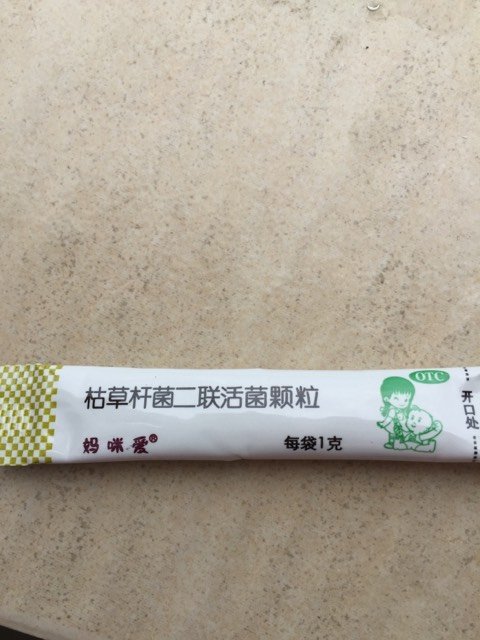 OTC
枯草杆菌二联活菌颗粒
开口处
妈咪爱®
每袋1克